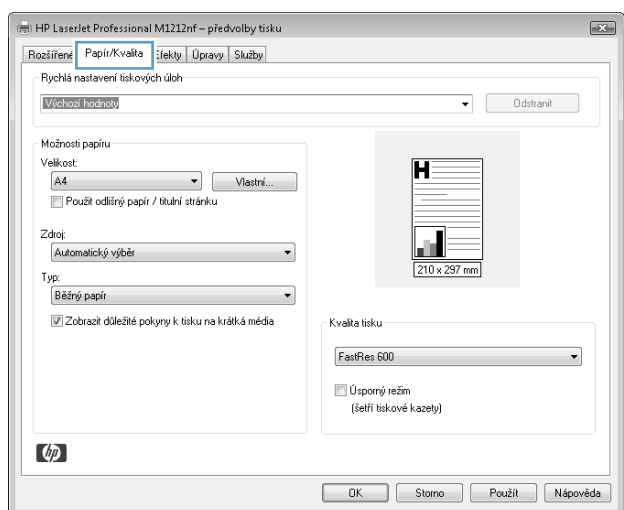 HP LaserJet Professional M1212nf – předvolby tisku
Rozšířené Papír/Kvalita Efekty Úpravy Služby
Rychlá nastavení tiskových úloh
Výchozí hodnoty Odstranit
Možnosti papíru
Velikost:
A4 Vlastní...
Použít odlišný papír / titulní stránku
Zdroj:
Automatický výběr
Typ:
Běžný papír
Zobrazit důležité pokyny k tisku na krátká média
H
210 x 297 mm
Kvalita tisku
FastRes 600
Úsporný režim
(šetří tiskové kazety)
hp
OK Storno Použít Nápověda